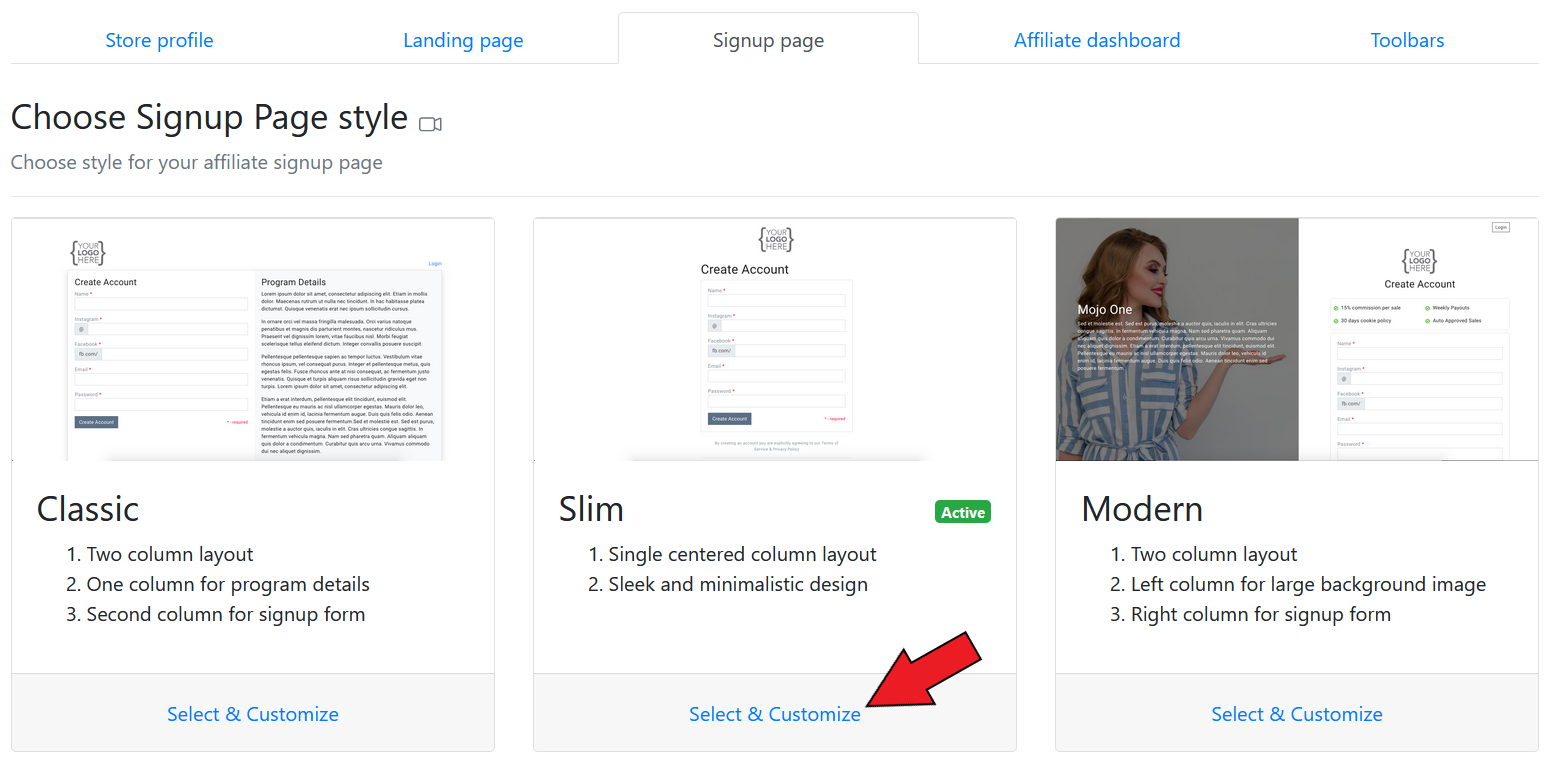 Store profile
Landing page
Signup page
Affiliate dashboard
Toolbars
Choose Signup Page style
Choose style for your affiliate signup page
{YOUR
LOGO
HERE}
Login
Create Account
Name *
Instagram *
@
Facebook *
fb.com/
Email *
Password *
Create Account
* - required
Program Details
Lorem ipsum dolor sit amet, consectetur adipiscing elit. Etiam in mollis
dolor. Maecenas rutrum ut nulla nec tincidunt. In hac habitasse platea
dictumst. Quisque venenatis erat nec ipsum sollicitudin cursus.
In ornare orci vel massa fringilla malesuada. Orci varius natoque
penatibus et magnis dis parturient montes, nascetur ridiculus mus.
Praesent vel dignissim lorem, vitae faucibus nisl. Morbi feugiat
scelerisque tellus eleifend dictum. Integer convallis posuere suscipit.
Pellentesque pellentesque sapien ac tempor luctus. Vestibulum vitae
rhoncus ipsum, vel consequat purus. Integer et pellentesque metus, quis
congue felis. Fusce rhoncus ante at nisi consequat, ac fermentum justo
venenatis. Quisque et turpis aliquam risus sollicitudin gravida eget non
turpis. Lorem ipsum dolor sit amet, consectetur adipiscing elit.
Etiam a erat interdum, pellentesque elit tincidunt, euismod elit.
Pellentesque eu mauris ac nisl ullamcorper egestas. Mauris dolor leo,
vehicula id enim id, lacinia fermentum augue. Duis quis felis odio. Aenean
tincidunt enim sed posuere fermentum. Sed et molestie est. Sed est purus,
molestie a auctor quis, iaculis in elit. Cras ultricies congue sagittis. In
fermentum vehicula magna. Nam sed pharetra quam. Aliquam aliquam
quis dolor a condimentum. Curabitur quis arcu urna. Vivamus commodo
dui nec aliquet dignissim.
{YOUR
LOGO
HERE}
Create Account
Name *
Instagram *
@
Facebook *
fb.com/
Email *
Password *
Create Account
* - required
By creating an account you are explicitly agreeing to our Terms of
Service & Privacy Policy
Mojo One
Sed et molestie est. Sed est purus, molestie a auctor quis, iaculis in elit. Cras ultricies
congue sagittis. In fermentum vehicula magna. Nam sed pharetra quam. Aliquam
aliquam quis dolor a condimentum. Curabitur quis arcu urna. Vivamus commodo dui
nec aliquet dignissim. Etiam a erat interdum, pellentesque elit tincidunt, euismod elit.
Pellentesque eu mauris ac nisl ullamcorper egestas. Mauris dolor leo, vehicula id enim
id, lacinia fermentum augue. Duis quis felis odio. Aenean tincidunt enim sed
posuere fermentum.
Login
{YOUR
LOGO
HERE}
Create Account
15% commission per sale
Weekly Payouts
30 days cookie policy
Auto Approved Sales
Name *
Instagram *
@
Facebook *
fb.com/
Email *
Password *
Classic
1. Two column layout
2. One column for program details
3. Second column for signup form
Select & Customize
Slim
Active
1. Single centered column layout
2. Sleek and minimalistic design
Select & Customize
Modern
1. Two column layout
2. Left column for large background image
3. Right column for signup form
Select & Customize